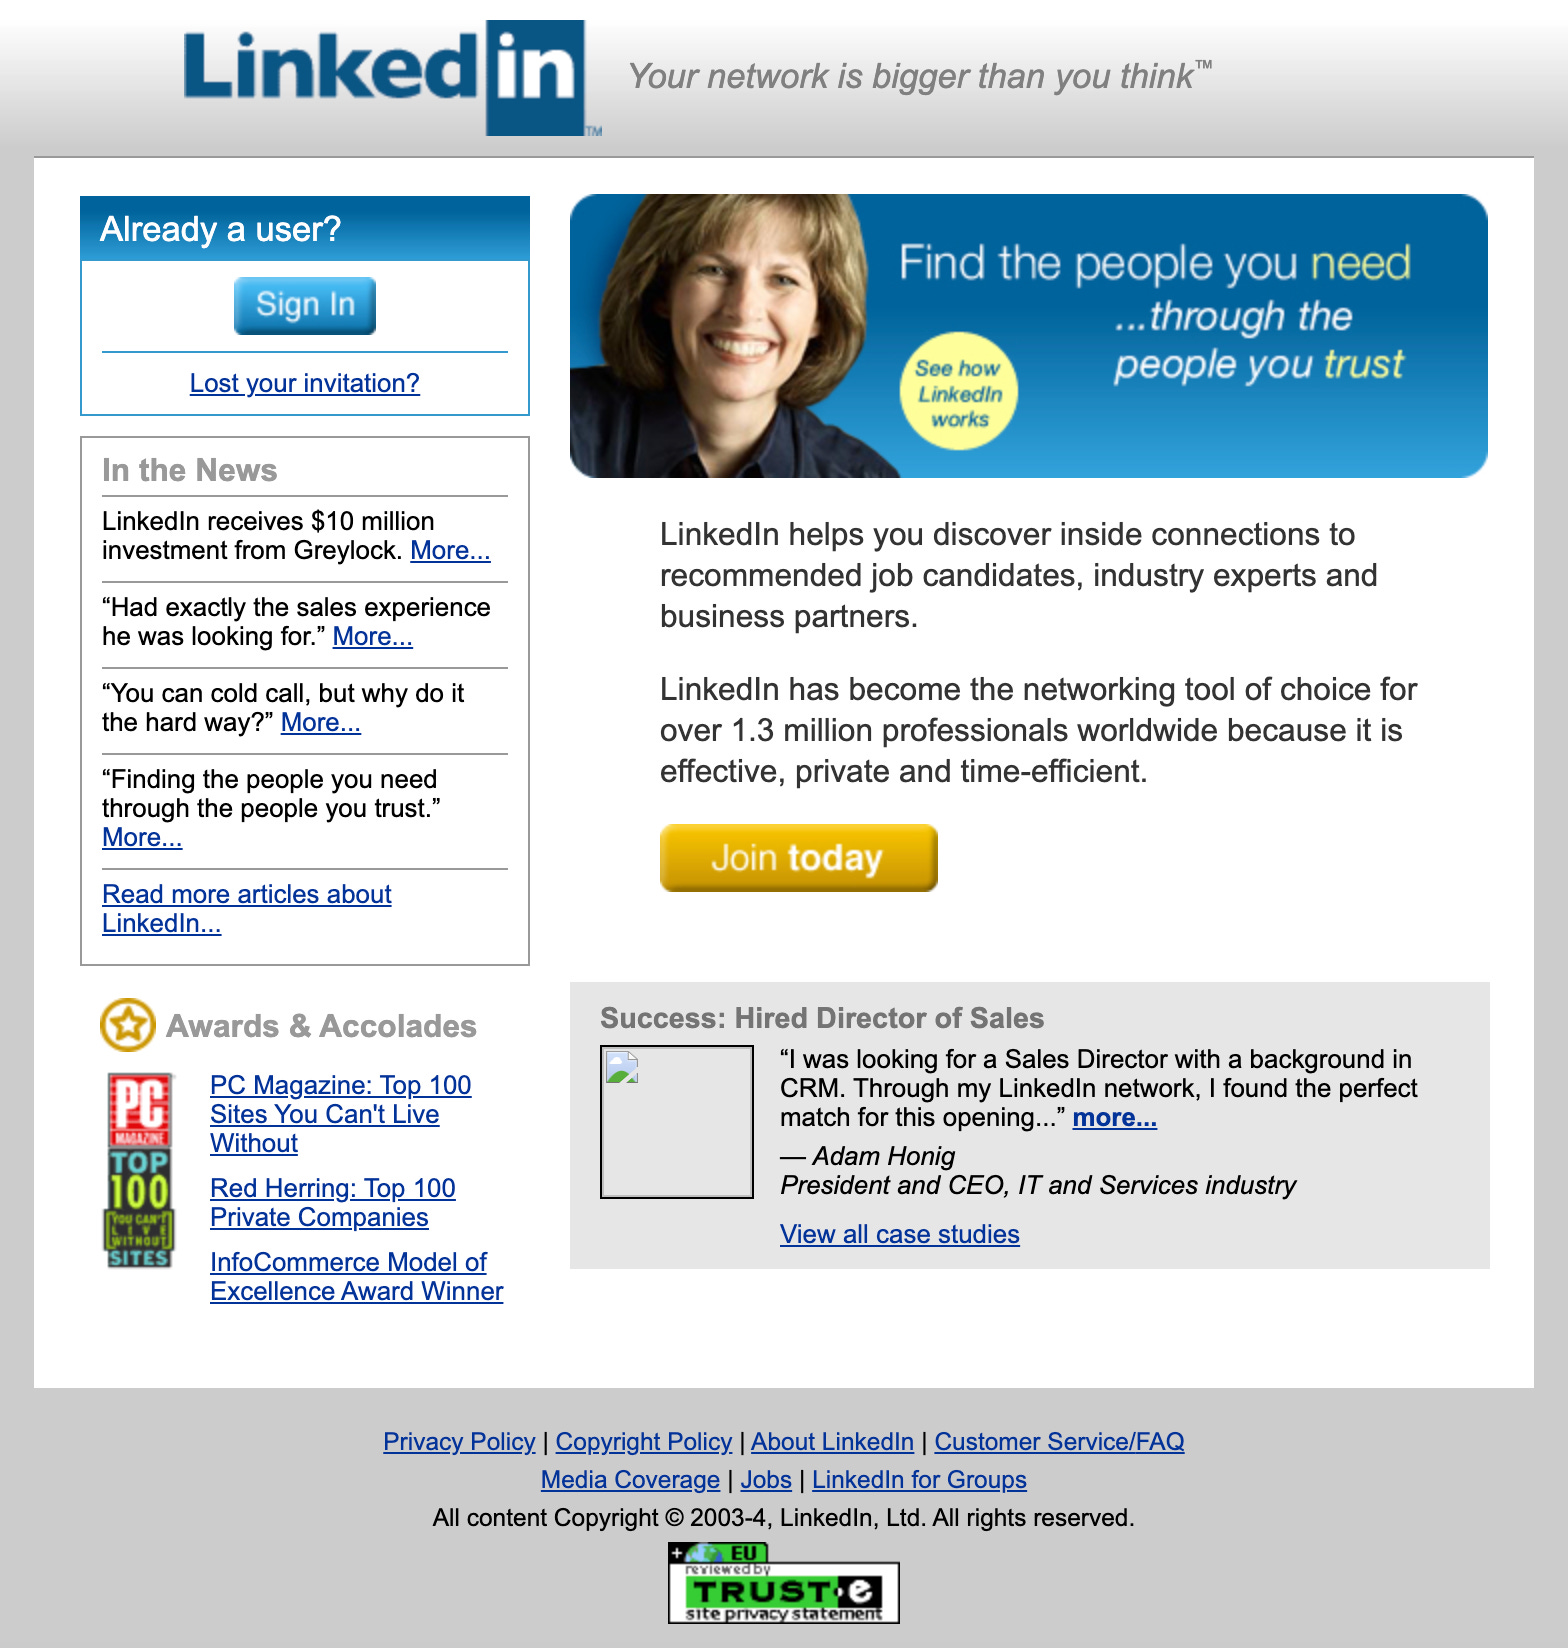 Linkedin™
Your network is bigger than you think™
Already a user?
Sign In
Lost your invitation?
In the News
LinkedIn receives $10 million
investment from Greylock. More...
“Had exactly the sales experience
he was looking for.” More...
“You can cold call, but why do it
the hard way?” More...
“Finding the people you need
through the people you trust.”
More...
Read more articles about
LinkedIn...
Awards & Accolades
PC
MAGAZINE
TOP
100
YOU CAN'T
LIVE
WITHOUT
SITES
PC Magazine: Top 100
Sites You Can't Live
Without
Red Herring: Top 100
Private Companies
InfoCommerce Model of
Excellence Award Winner
Find the people you need
...through the
people you trust
See how
LinkedIn
works
LinkedIn helps you discover inside connections to
recommended job candidates, industry experts and
business partners.
LinkedIn has become the networking tool of choice for
over 1.3 million professionals worldwide because it is
effective, private and time-efficient.
Join today
Success: Hired Director of Sales
“I was looking for a Sales Director with a background in
CRM. Through my LinkedIn network, I found the perfect
match for this opening...” more...
— Adam Honig
President and CEO, IT and Services industry
View all case studies
Privacy Policy | Copyright Policy | About LinkedIn | Customer Service/FAQ
Media Coverage | Jobs | LinkedIn for Groups
All content Copyright © 2003-4, LinkedIn, Ltd. All rights reserved.
+ EU
reviewed by
TRUST·e
site privacy statement